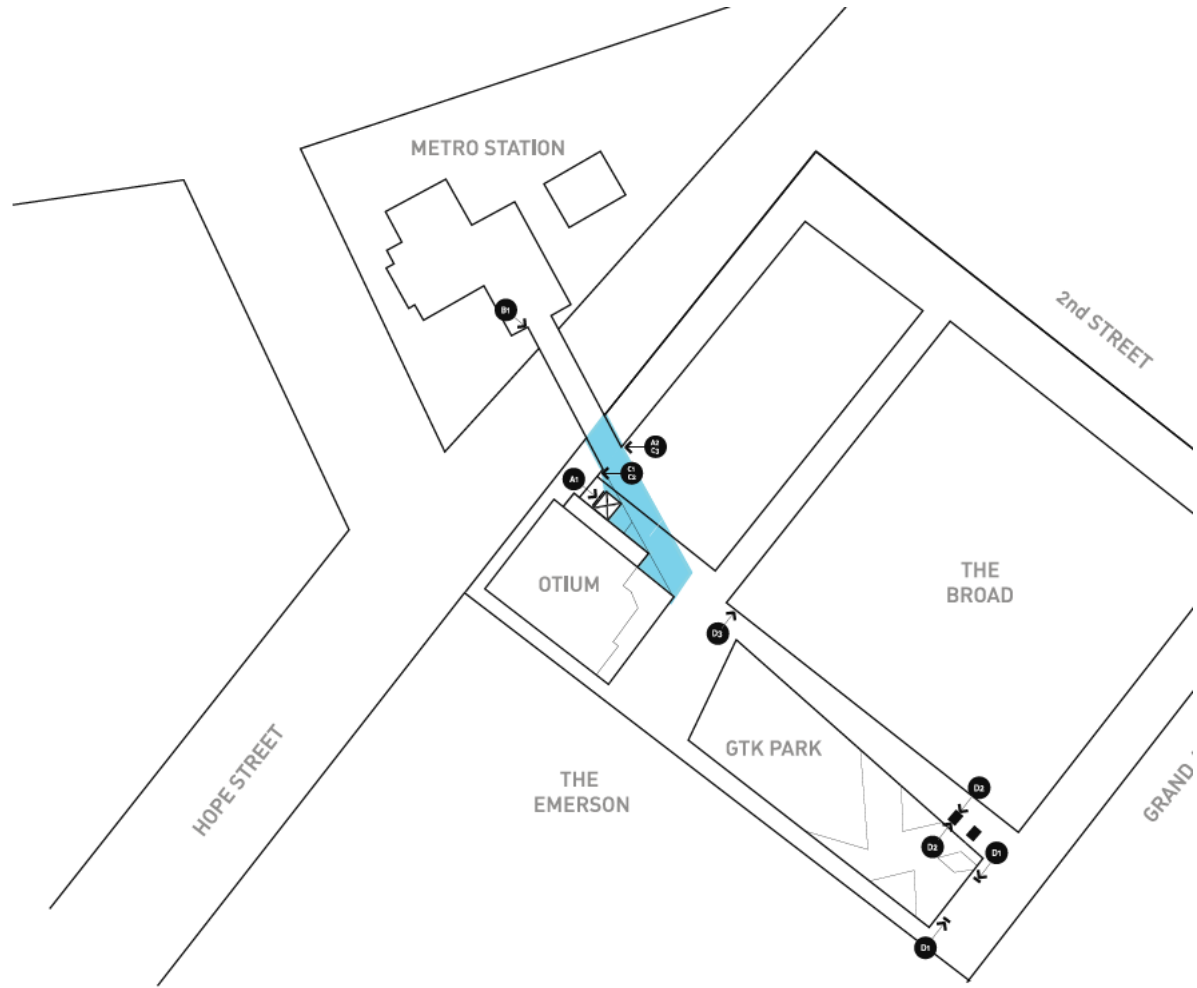 METRO STATION
2nd STREET
B1
A2
C3
C1
C2
A1
OTIUM
THE
BROAD
D3
GTK PARK
HOPE STREET
THE
EMERSON
D2
GRAND
D2
D1
D1